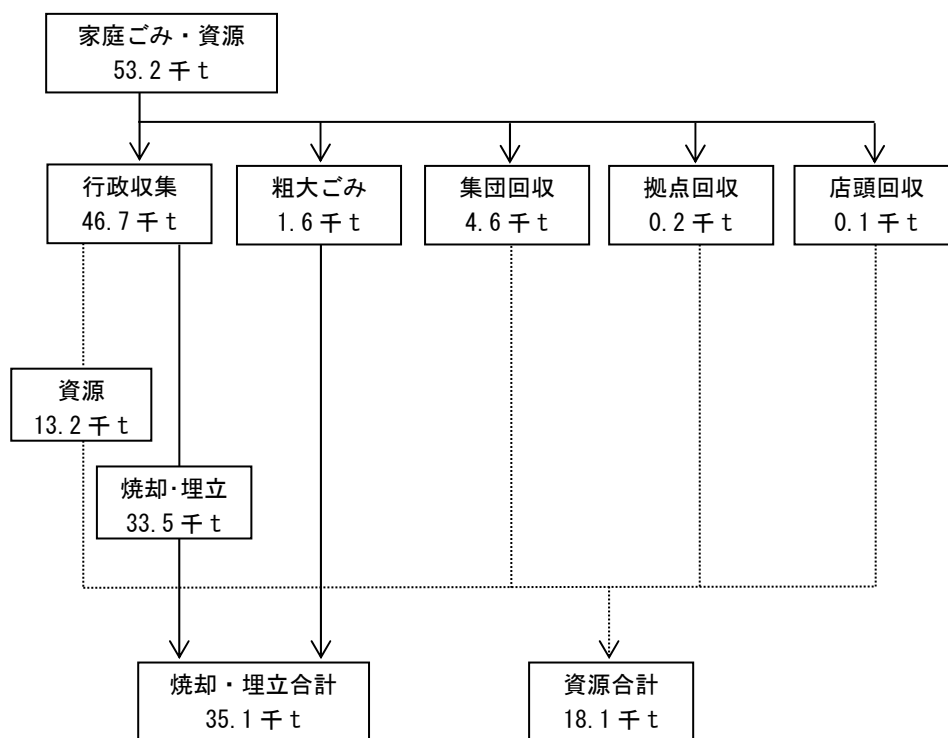 家庭ごみ・資源
53.2千t
行政収集
46.7千t
粗大ごみ
1.6千t
集団回収
4.6千t
拠点回収
0.2千t
店頭回収
0.1千t
資源
13.2千t
焼却・埋立
33.5千t
焼却・埋立合計
35.1千t
資源合計
18.1千t